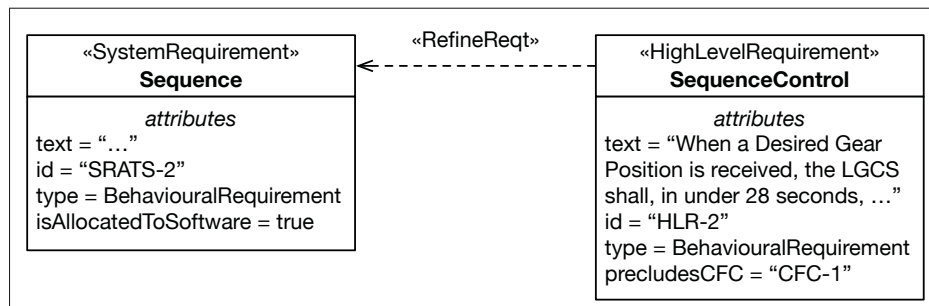 «SystemRequirement»
Sequence
attributes
text = “…”
id = “SRATS-2”
type = BehaviouralRequirement
isAllocatedToSoftware = true
«RefineReqt»
«HighLevelRequirement»
SequenceControl
attributes
text = “When a Desired Gear
Position is received, the LGCS
shall, in under 28 seconds, …”
id = “HLR-2”
type = BehaviouralRequirement
precludesCFC = “CFC-1”